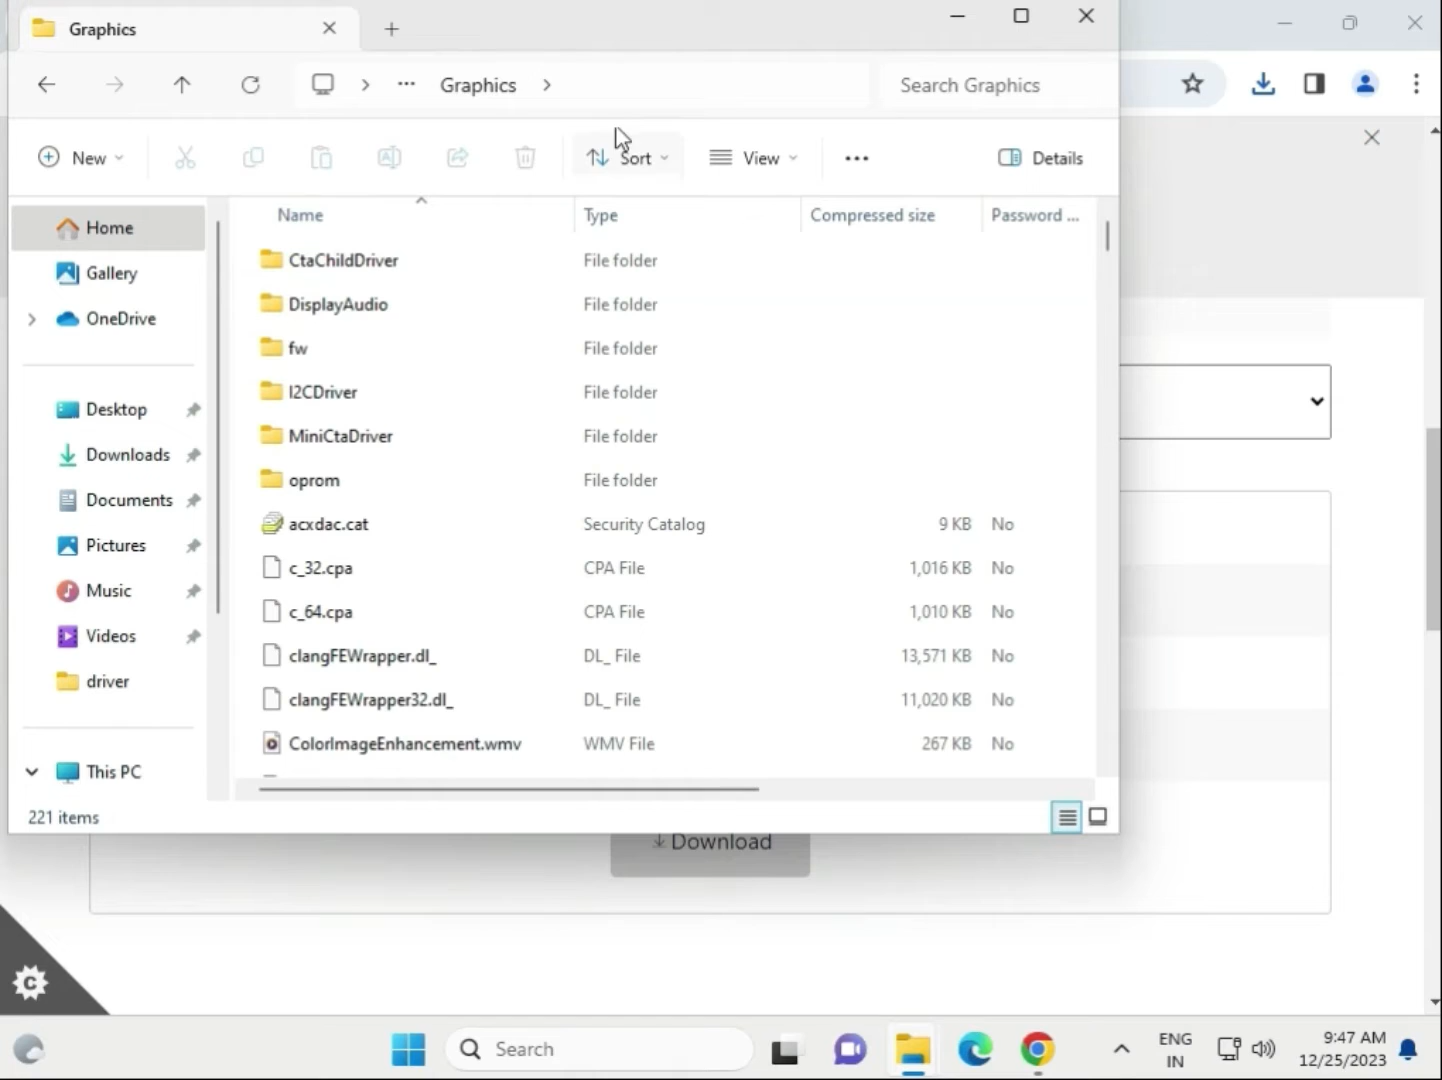 Graphics
Graphics
Search Graphics
New
Sort
View
Details
Name
Type
Compressed size
Password ...
Home
Gallery
OneDrive
Desktop
Downloads
Documents
Pictures
Music
Videos
driver
This PC
CtaChildDriver File folder
DisplayAudio File folder
fw File folder
I2CDriver File folder
MiniCtaDriver File folder
oprom File folder
acxdac.cat Security Catalog 9 KB No
c_32.cpa CPA File 1,016 KB No
c_64.cpa CPA File 1,010 KB No
clangFEWrapper.dl_ DL_ File 13,571 KB No
clangFEWrapper32.dl_ DL_ File 11,020 KB No
ColorImageEnhancement.wmv WMV File 267 KB No
221 items
Download
Search
ENG
IN
9:47 AM
12/25/2023